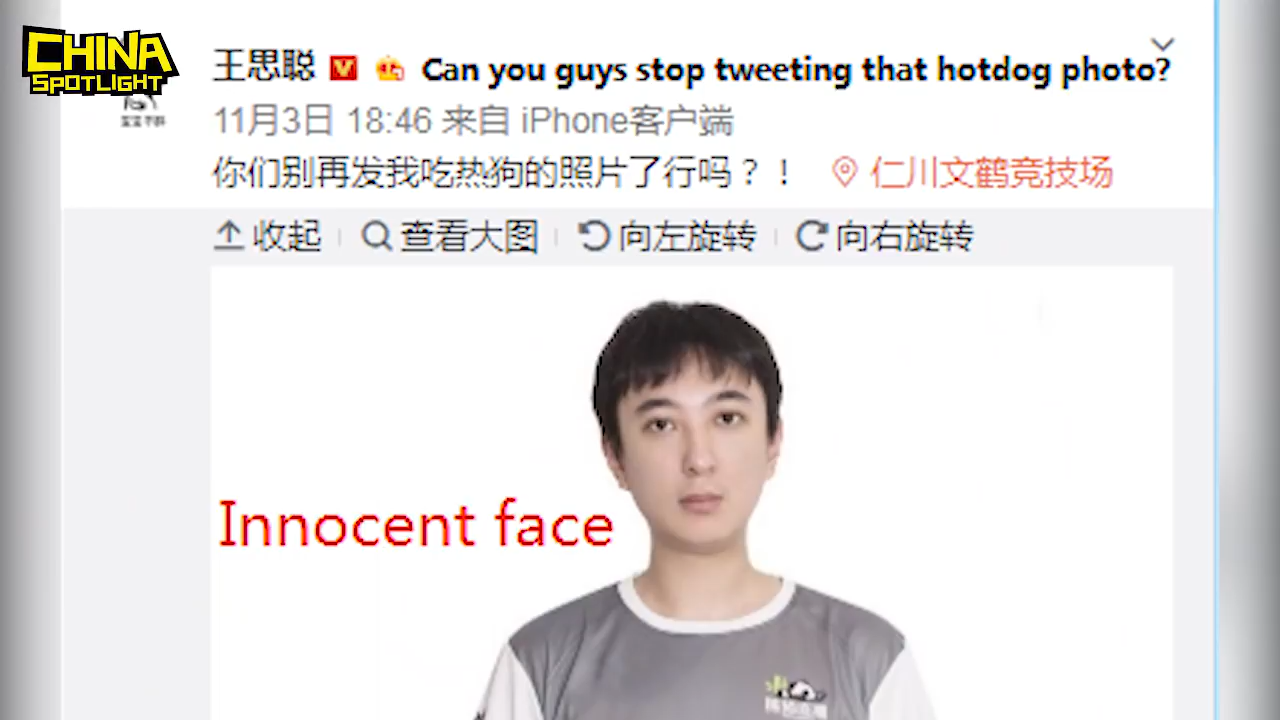 CHINA
SPOTLIGHT
王思聪 Can you guys stop tweeting that hotdog photo?
11月3日 18:46 来自 iPhone客户端
你们别再发我吃热狗的照片了行吗？！ 仁川文鹤竞技场
收起 查看大图 向左旋转 向右旋转
Innocent face